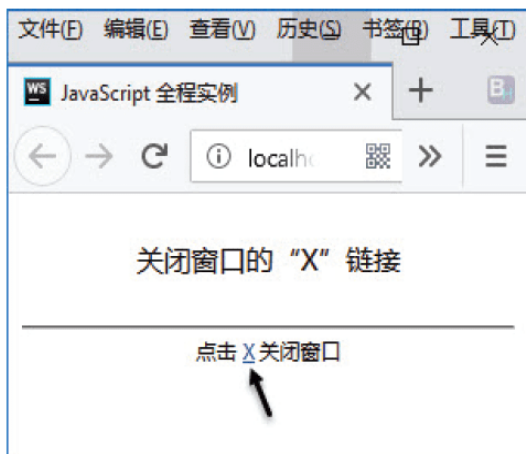 文件(F) 编辑(E) 查看(V) 历史(S) 书签(B) 工具(T)
WS JavaScript 全程实例
localh
关闭窗口的“X”链接
点击 X 关闭窗口